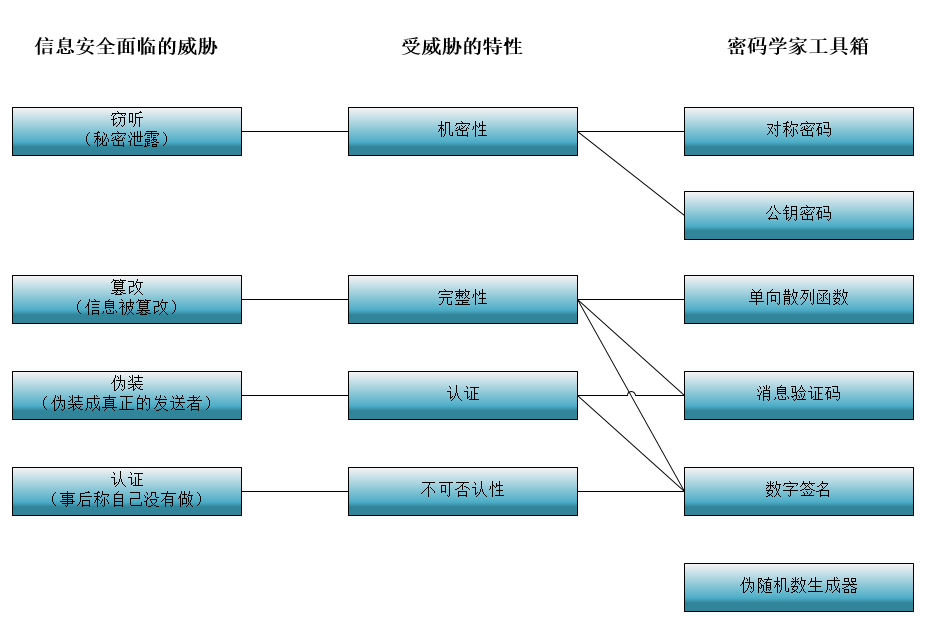 信息安全面临的威胁
受威胁的特性
密码学家工具箱
窃听
（秘密泄露）
机密性
对称密码
公钥密码
篡改
（信息被篡改）
完整性
单向散列函数
伪装
（伪装成真正的发送者）
认证
消息验证码
认证
（事后称自己没有做）
不可否认性
数字签名
伪随机数生成器